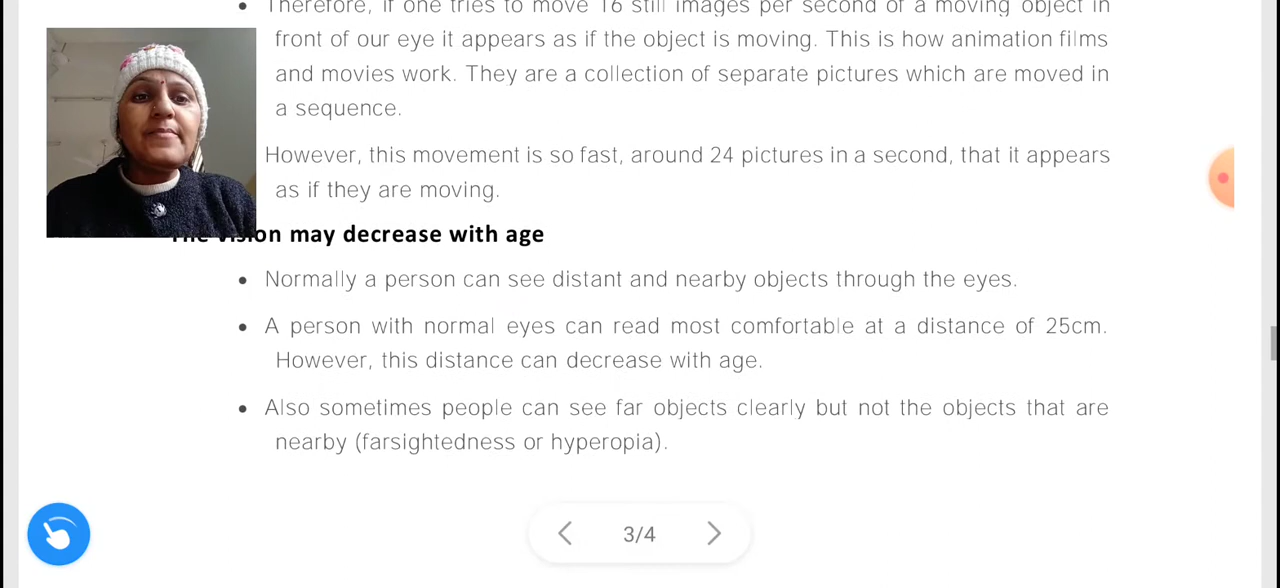 Therefore, if one tries to move 16 still images per second of a moving object in
front of our eye it appears as if the object is moving. This is how animation films
and movies work. They are a collection of separate pictures which are moved in
a sequence.
However, this movement is so fast, around 24 pictures in a second, that it appears
as if they are moving.
The vision may decrease with age
Normally a person can see distant and nearby objects through the eyes.
A person with normal eyes can read most comfortable at a distance of 25cm.
However, this distance can decrease with age.
Also sometimes people can see far objects clearly but not the objects that are
nearby (farsightedness or hyperopia).
3/4